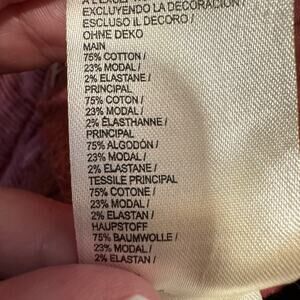 EXCLUYENDO LA DECORACIÓN /
ESCLUSO IL DECORO /
OHNE DEKO
MAIN
75% COTTON /
23% MODAL /
2% ELASTANE /
PRINCIPAL
75% COTON /
23% MODAL /
2% ÉLASTHANNE /
PRINCIPAL
75% ALGODÓN /
23% MODAL /
2% ELASTANE /
TESSILE PRINCIPAL
75% COTONE /
23% MODAL /
2% ELASTAN /
HAUPSTOFF
75% BAUMWOLLE /
23% MODAL /
2% ELASTAN /